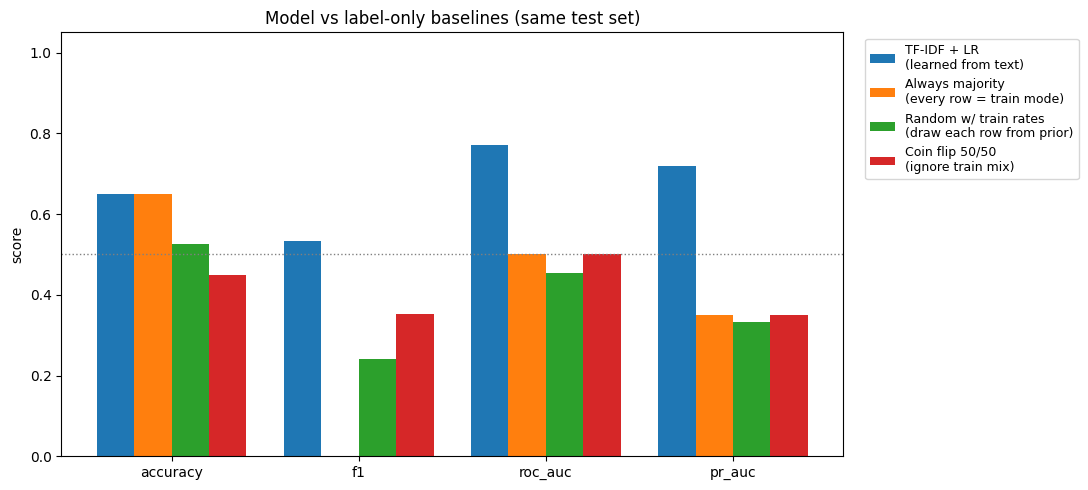 Model vs label-only baselines (same test set)
1.0
0.8
0.6
0.4
0.2
0.0
score
accuracy
f1
roc_auc
pr_auc
TF-IDF + LR
(learned from text)
Always majority
(every row = train mode)
Random w/ train rates
(draw each row from prior)
Coin flip 50/50
(ignore train mix)